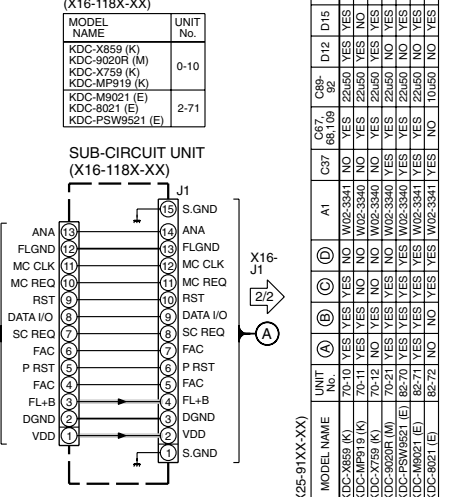 (X16-118X-XX)
MODEL NAME UNIT No.
KDC-X859 (K)
KDC-9020R (M)
KDC-X759 (K)
KDC-MP919 (K)
0-10
KDC-M9021 (E)
KDC-8021 (E)
KDC-PSW9521 (E)
2-71
SUB-CIRCUIT UNIT
(X16-118X-XX)
J1
15 S.GND
ANA 13 14 ANA
FLGND 12 13 FLGND
MC CLK 11 12 MC CLK
MC REQ 10 11 MC REQ
RST 9 10 RST
DATA I/O 8 9 DATA I/O
SC REQ 7 8 SC REQ
FAC 6 7 FAC
P RST 5 6 P RST
FAC 4 5 FAC
FL+B 3 4 FL+B
DGND 2 3 DGND
VDD 1 2 VDD
1 S.GND
X16-
J1
2/2
A
X25-91XX-XX)
MODEL NAME UNIT No. A B C D A1 C37 C67, 68,109 C89-92 D12 D15
KDC-X859 (K) 70-10 YES YES YES NO W02-3341 NO YES 22u50 YES YES
KDC-MP919 (K) 70-11 YES YES NO NO W02-3340 NO YES 22u50 YES NO
KDC-X759 (K) 70-12 NO YES YES NO W02-3340 NO YES 22u50 YES YES
KDC-9020R (M) 70-21 YES YES YES NO W02-3340 YES YES 22u50 NO YES
KDC-PSW9521 (E) 82-70 YES YES YES YES W02-3340 YES YES 22u50 NO YES
KDC-M9021 (E) 82-71 YES YES YES YES W02-3341 YES YES 22u50 NO YES
KDC-8021 (E) 82-72 NO NO YES YES W02-3341 YES NO 10u50 NO YES